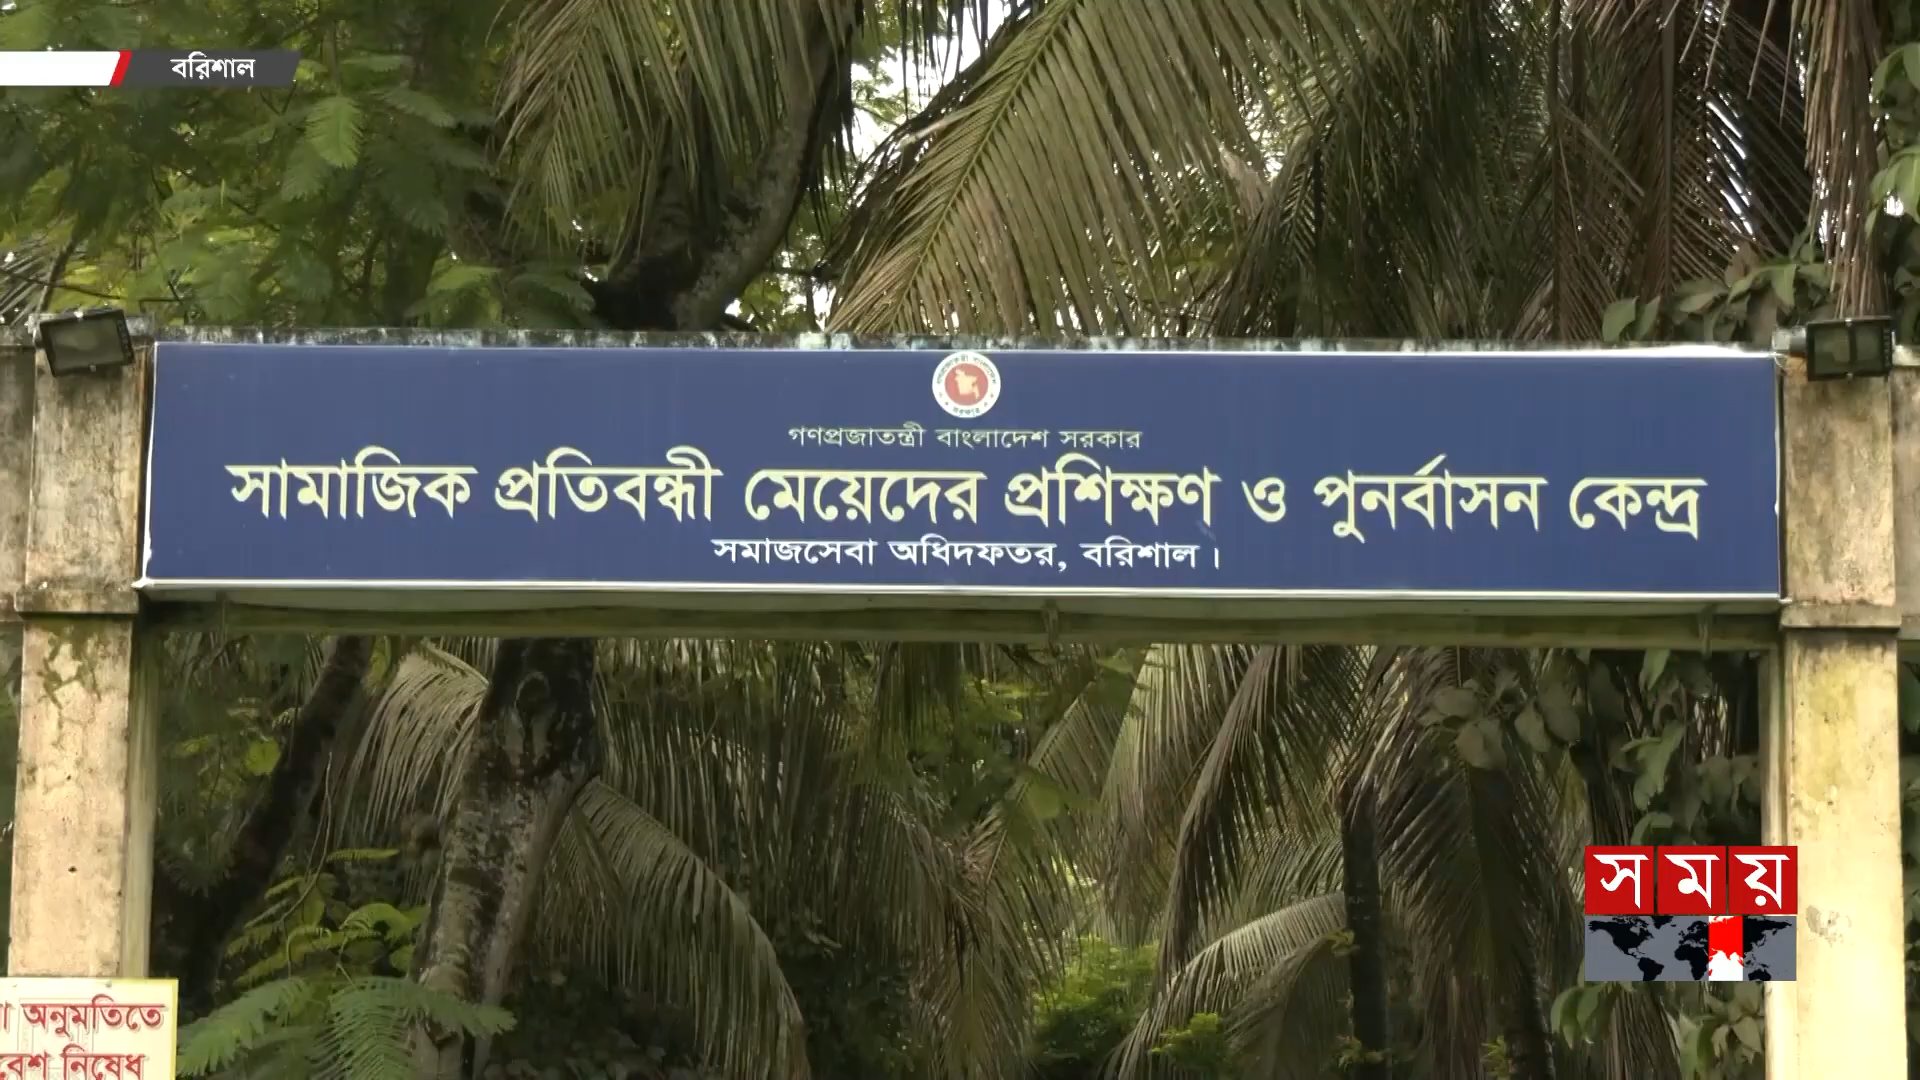 বরিশাল
গণপ্রজাতন্ত্রী বাংলাদেশ সরকার
সামাজিক প্রতিবন্ধী মেয়েদের প্রশিক্ষণ ও পুনর্বাসন কেন্দ্র
সমাজসেবা অধিদফতর, বরিশাল।
সময়
অনুমতিতে
নিষেধ